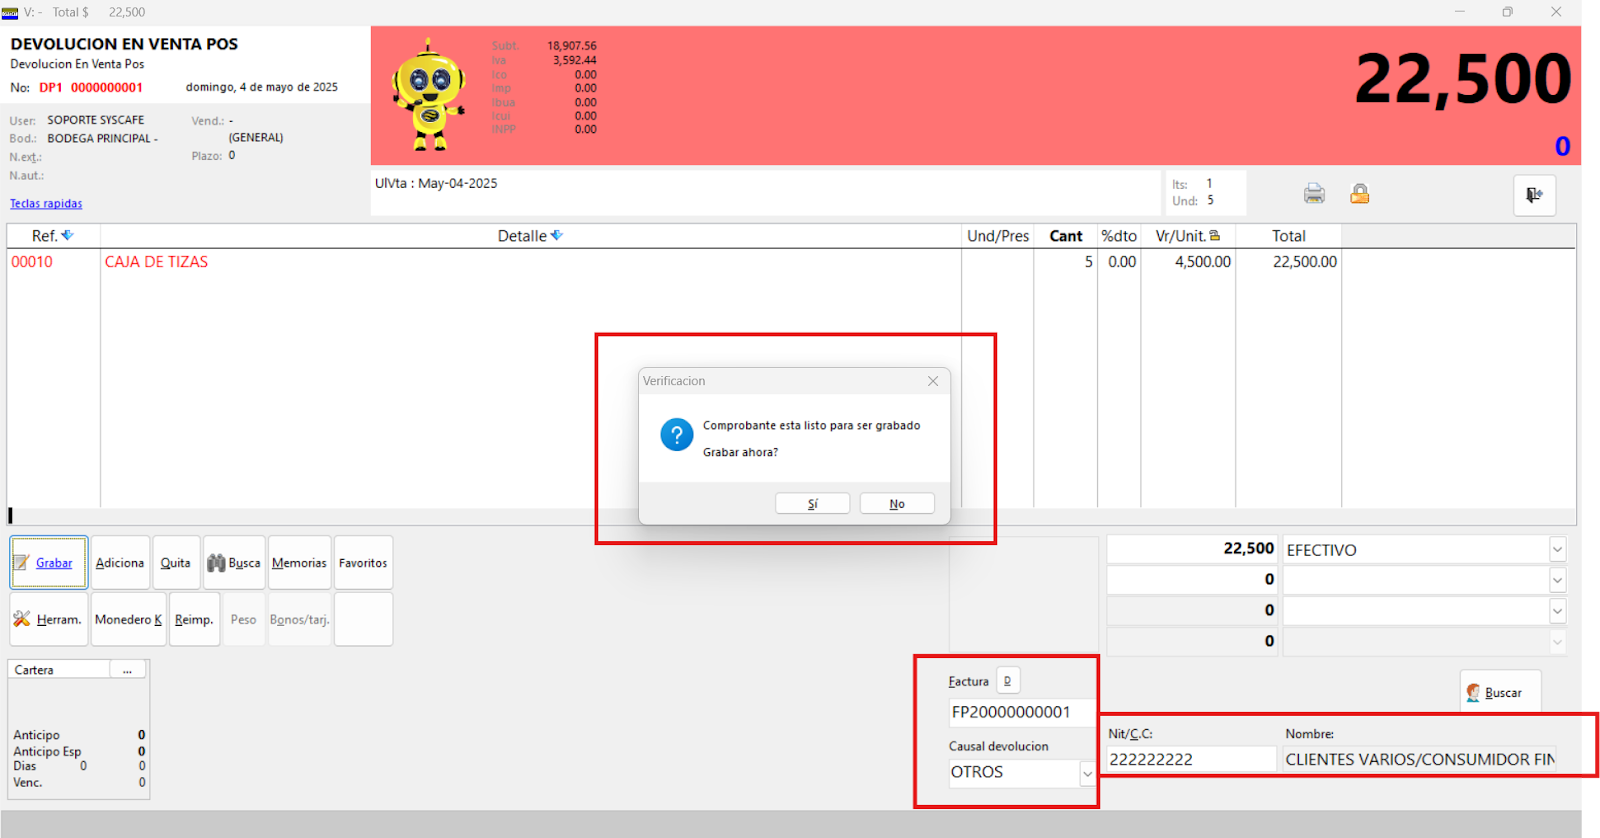 V: -   Total $   22,500
DEVOLUCION EN VENTA POS
Devolucion En Venta Pos
No: DP1 0000000001   domingo, 4 de mayo de 2025
User: SOPORTE SYSCAFE   Vend.: -
Bod.: BODEGA PRINCIPAL -   (GENERAL)
N.ext.:   Plazo: 0
N.aut.:
Teclas rapidas
Subt. 18,907.56
Iva 3,592.44
Ico 0.00
Imp 0.00
Ibua 0.00
Icui 0.00
INPP 0.00
22,500
0
UlVta : May-04-2025
Its: 1
Und: 5
Ref.   Detalle   Und/Pres   Cant   %dto   Vr/Unit.   Total
00010   CAJA DE TIZAS   5   0.00   4,500.00   22,500.00
Verificacion
Comprobante esta listo para ser grabado
Grabar ahora?
Sí   No
Grabar   Adiciona   Quita   Busca   Memorias   Favoritos
Herram.   Monedero K   Reimp.   Peso   Bonos/tarj.
22,500   EFECTIVO
0
0
0
Cartera   ...
Anticipo   0
Anticipo Esp   0
Dias   0   0
Venc.   0
Factura   D
FP20000000001
Causal devolucion
OTROS
Buscar
Nit/C.C:   Nombre:
222222222   CLIENTES VARIOS/CONSUMIDOR FIN